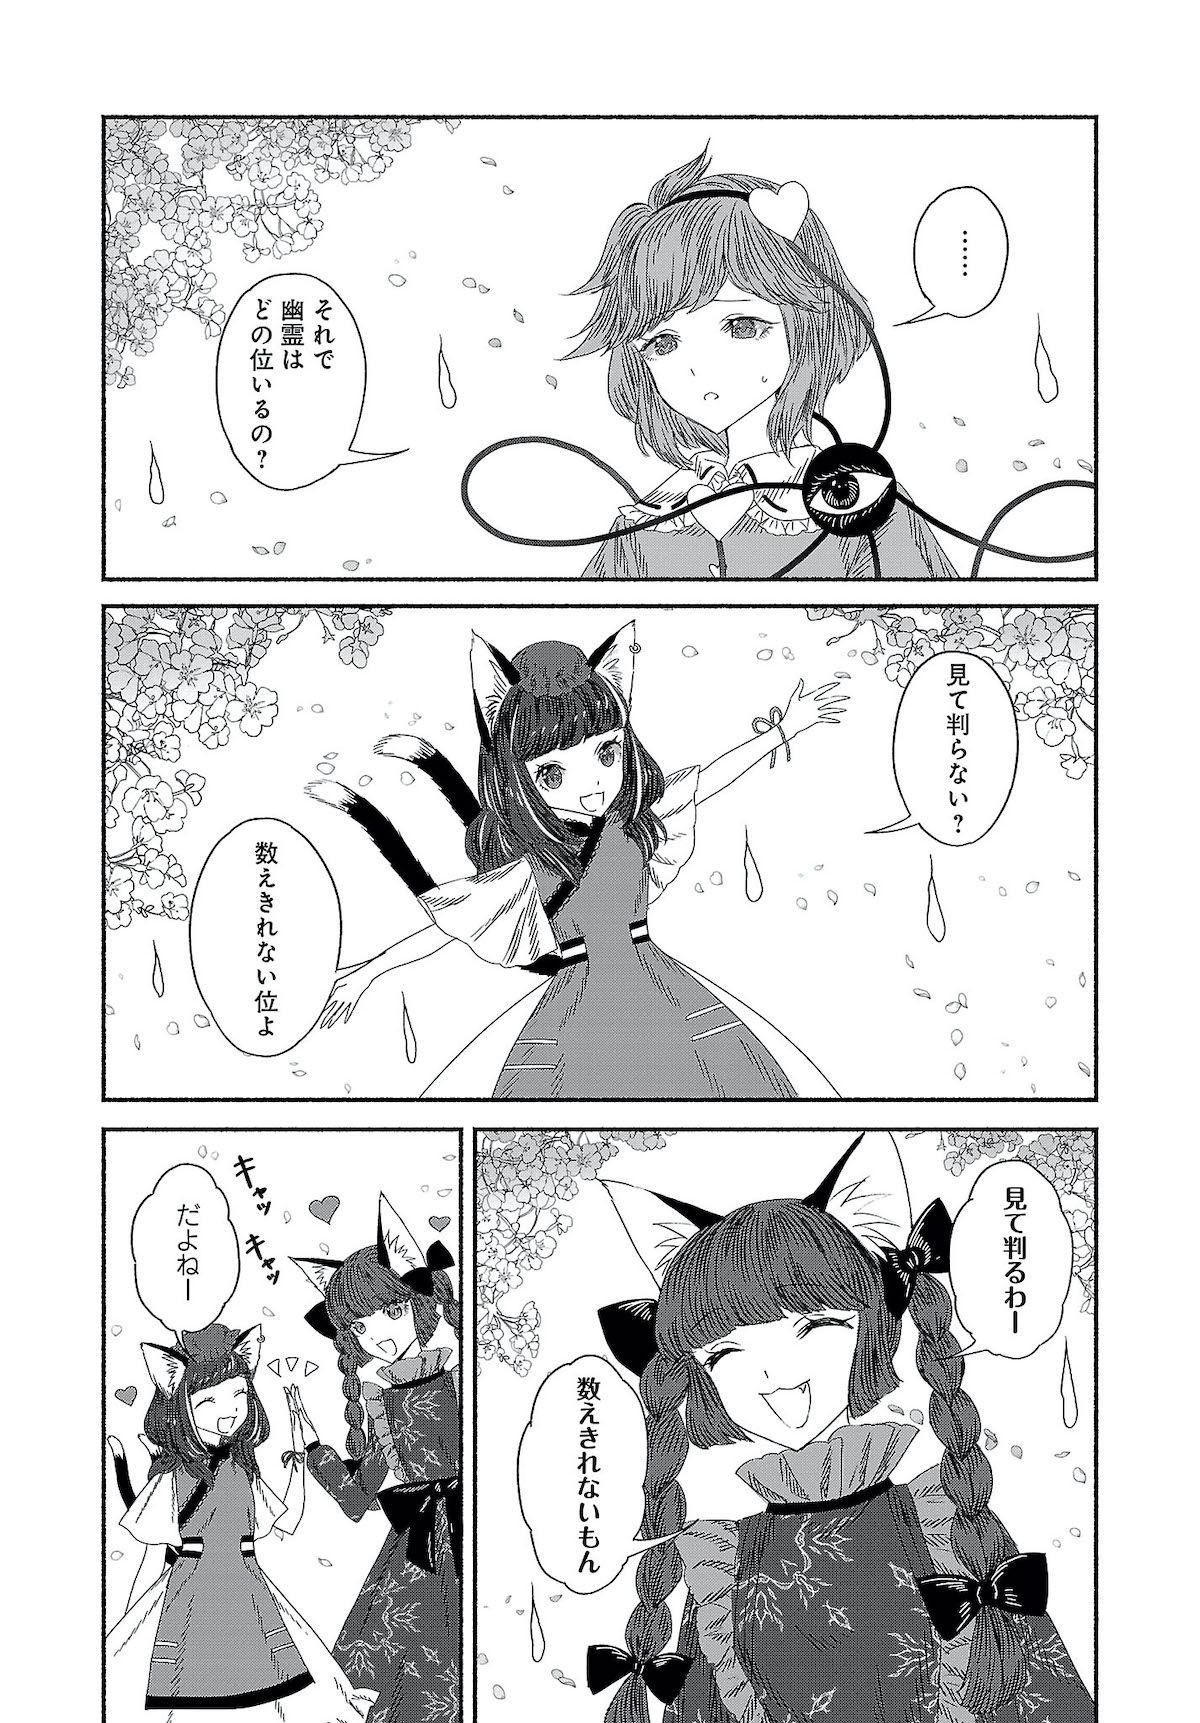 ……
それで
幽霊は
どの位いるの？
見て判らない？
数えきれない位よ
見て判るわー
数えきれないもん
キャッ
キャッ
だよねー